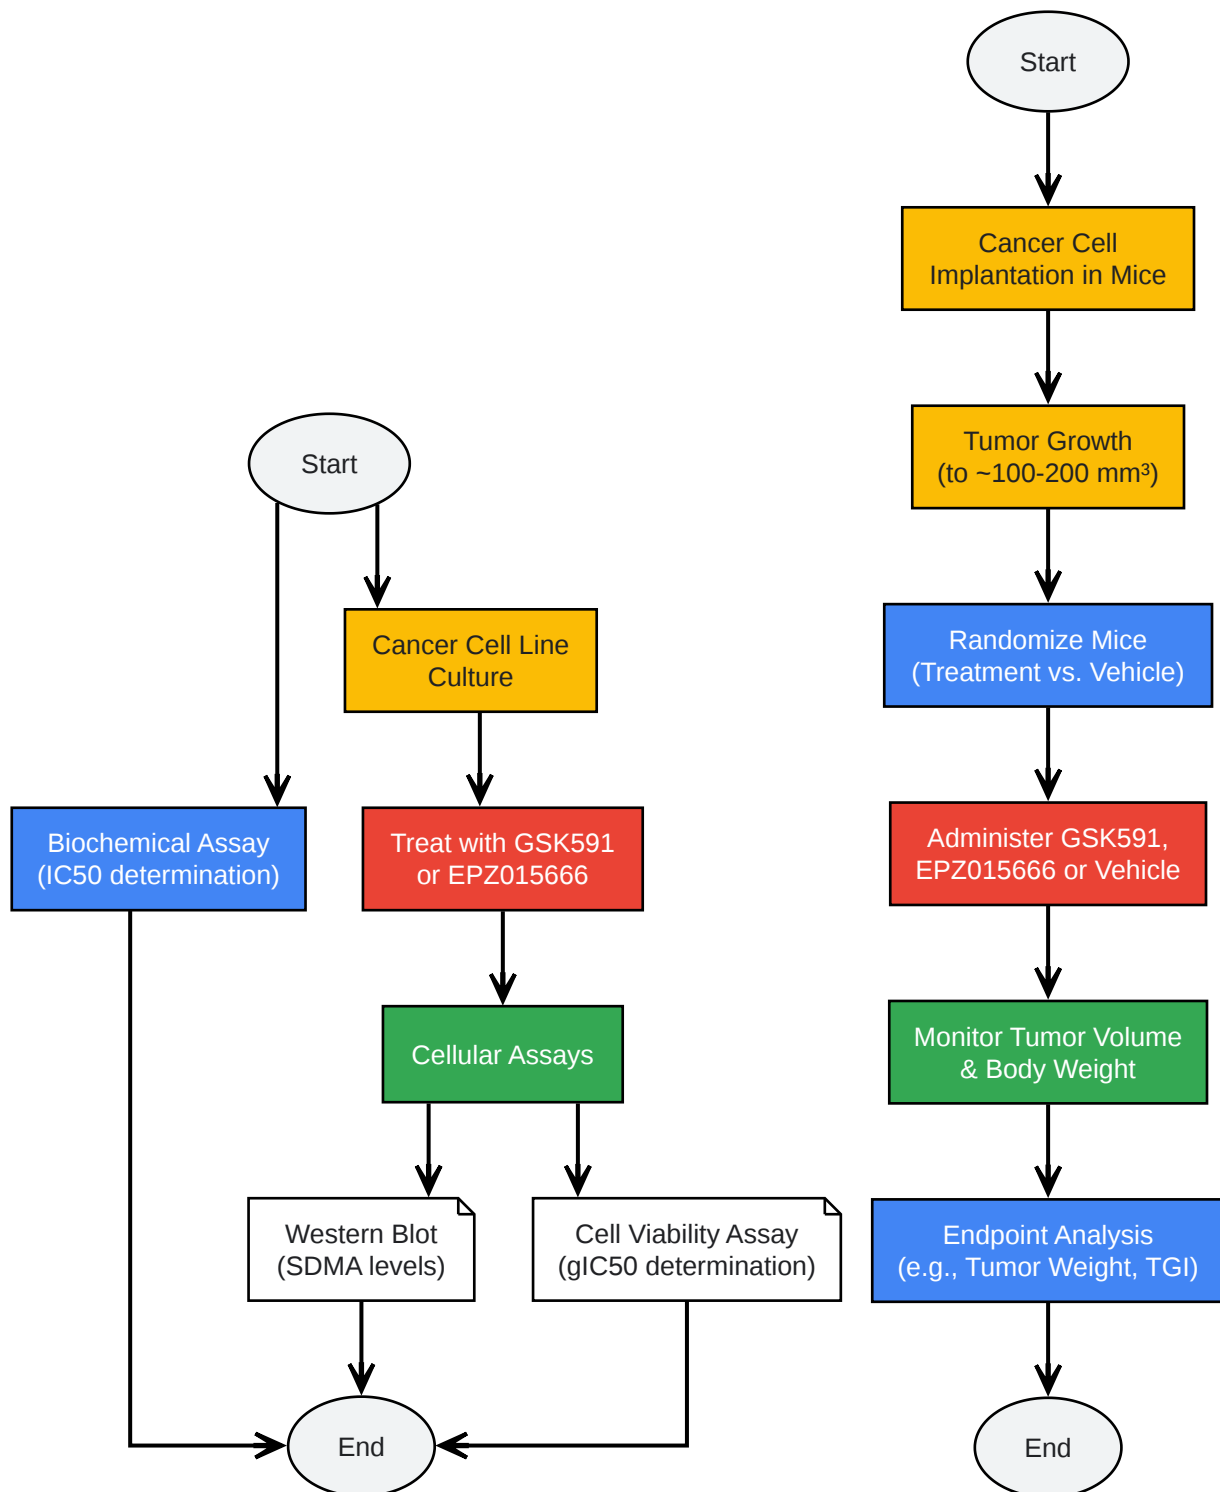 Start
Cancer Cell Line
Culture
Biochemical Assay
(IC50 determination)
Treat with GSK591
or EPZ015666
Cellular Assays
Western Blot
(SDMA levels)
Cell Viability Assay
(gIC50 determination)
End
Start
Cancer Cell
Implantation in Mice
Tumor Growth
(to ~100-200 mm³)
Randomize Mice
(Treatment vs. Vehicle)
Administer GSK591,
EPZ015666 or Vehicle
Monitor Tumor Volume
& Body Weight
Endpoint Analysis
(e.g., Tumor Weight, TGI)
End